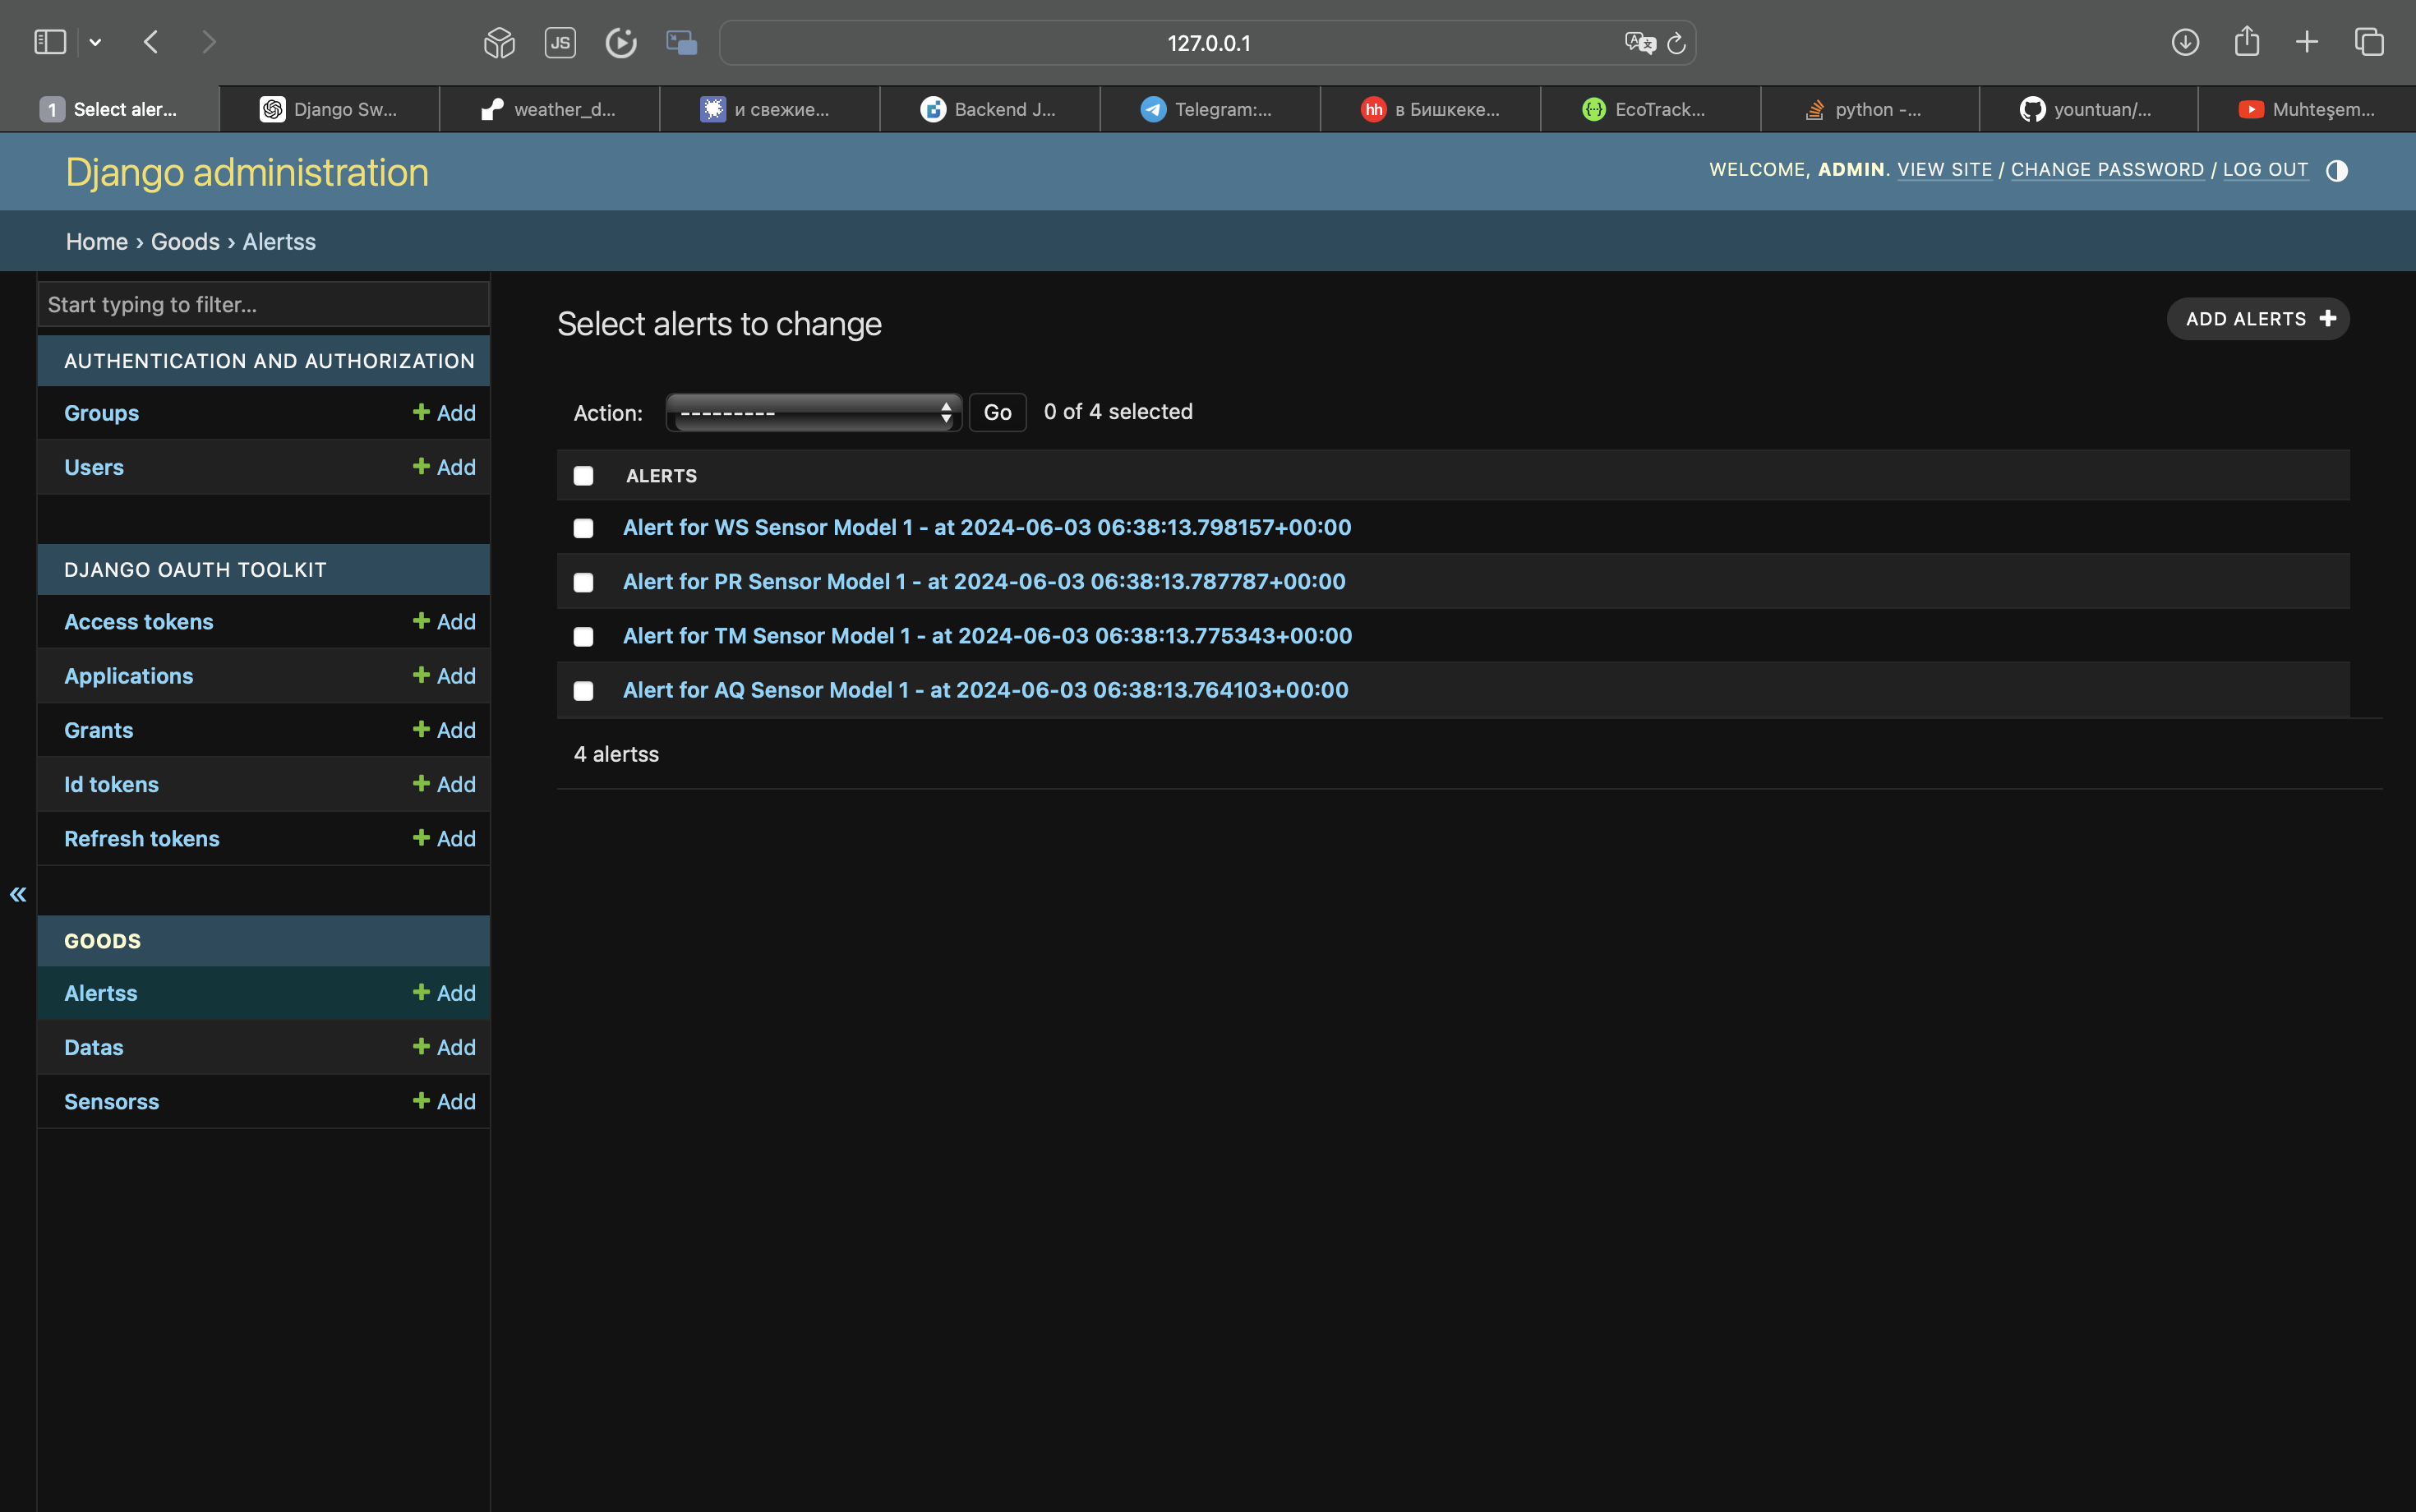 JS
127.0.0.1
1 Select aler...
Django Sw...
weather_d...
и свежие...
Backend J...
Telegram:...
hh в Бишкеке...
EcoTrack...
python -...
yountuan/...
Muhteşem...
Django administration
WELCOME, ADMIN. VIEW SITE / CHANGE PASSWORD / LOG OUT
Home › Goods › Alertss
Start typing to filter...
AUTHENTICATION AND AUTHORIZATION
Groups + Add
Users + Add
DJANGO OAUTH TOOLKIT
Access tokens + Add
Applications + Add
Grants + Add
Id tokens + Add
Refresh tokens + Add
«
GOODS
Alertss + Add
Datas + Add
Sensorss + Add
Select alerts to change
ADD ALERTS +
Action: --------- Go 0 of 4 selected
ALERTS
Alert for WS Sensor Model 1 - at 2024-06-03 06:38:13.798157+00:00
Alert for PR Sensor Model 1 - at 2024-06-03 06:38:13.787787+00:00
Alert for TM Sensor Model 1 - at 2024-06-03 06:38:13.775343+00:00
Alert for AQ Sensor Model 1 - at 2024-06-03 06:38:13.764103+00:00
4 alertss